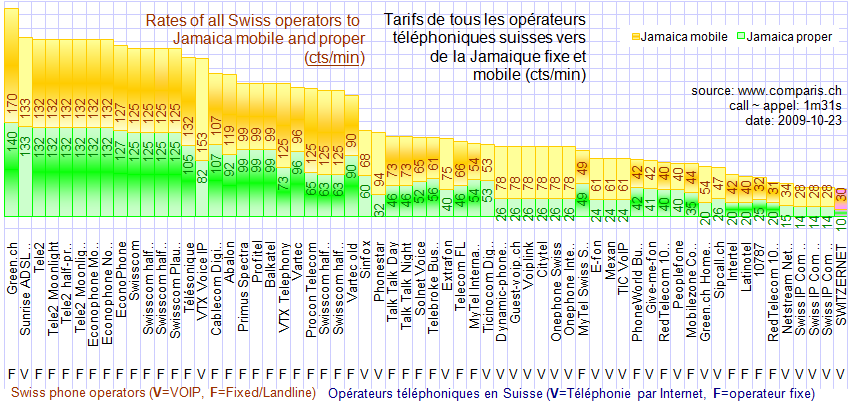 Rates of all Swiss operators to
Jamaica mobile and proper
(cts/min)
Tarifs de tous les opérateurs
téléphoniques suisses vers
de la Jamaique fixe et
mobile (cts/min)
Jamaica mobile
Jamaica proper
source: www.comparis.ch
call ~ appel: 1m31s
date: 2009-10-23
170 133 132 132 132 132 132 132 127 125 125 125 125 132 153 107 119 99 99 99 125 96 125 125 125 90 68 94 73 73 65 61 75 66 54 53 78 78 78 78 78 78 49 61 61 61 42 42 40 40 44 54 47 42 40 32 31 34 28 28 28 30
140 133 132 132 132 132 132 132 127 125 125 125 125 105 82 107 92 99 99 99 73 96 65 63 63 90 60 32 46 46 52 56 40 46 54 53 26 26 26 26 26 26 49 24 24 24 42 41 40 26 35 20 26 20 20 25 20 15 14 14 14 10
Green.ch
Sunrise ADSL ...
Tele2
Tele2 Moonlight
Tele2 half-pr...
Tele2 Moonlig...
Econophone Mo...
Econophone No...
EconoPhone
Swisscom
Swisscom half...
Swisscom half...
Swisscom Plau...
Télésonique
VTX Voice IP
Cablecom Digi...
Abalon
Primus Spectra
Profitel
Balkatel
VTX Telephony
Vartec
Procon Telecom
Swisscom half...
Swisscom half...
Vartec old
Sinfox
Phonestar
Talk Talk Day
Talk Talk Night
Solnet Voice
Telebroke Bus...
Extrafon
Telecom FL
MyTel Interna...
Ticinocom Dig...
Dynamic-phone...
Guest-voip.ch
Voiplink
Citytel
Onephone Swiss
Onephone Inte...
MyTel Swiss S...
E-fon
Mexan
TIC VoIP
PhoneWorld Bu...
Give-me-fon
RedTelecom 10...
Peoplefone
Mobilezone Co...
Green.ch Home...
Sipcall.ch
Intertel
Latinotel
10787
RedTelecom 10...
Netstream Net...
Swiss IP Com ...
Swiss IP Com ...
Swiss IP Com ...
SWITZERNET
F V F F F F F F F F F F F F V F F F F F F F F F F F V V F F F F V F F V V V V V V V F V V V F V F V F V V F F F F V V V V V
Swiss phone operators (V=VOIP, F=Fixed/Landline)
Opérateurs téléphoniques en Suisse (V=Téléphonie par Internet, F=operateur fixe)